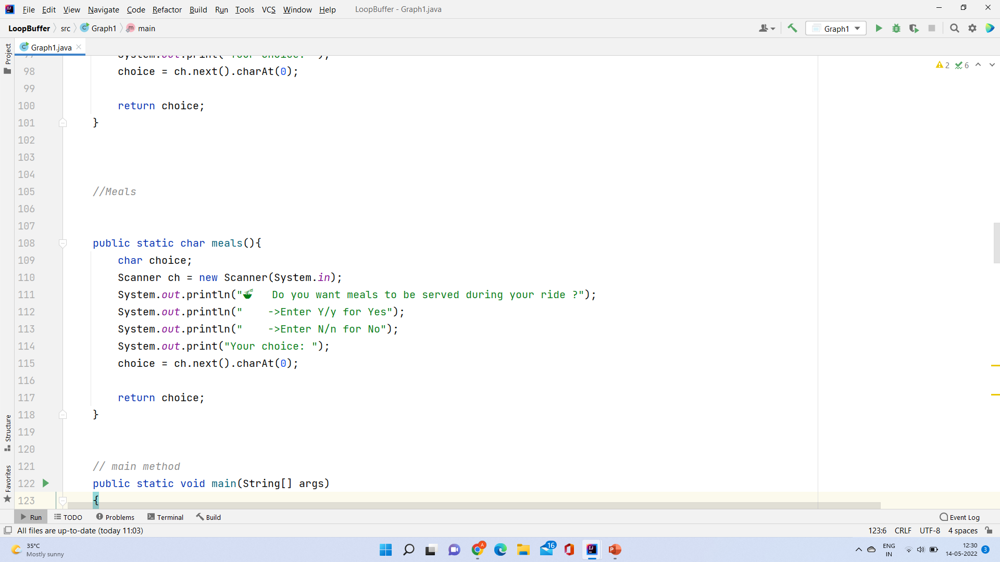 File Edit View Navigate Code Refactor Build Run Tools VCS Window Help LoopBuffer - Graph1.java
LoopBuffer src Graph1 main Graph1
Graph1.java
Project
2 6
97 System.out.print("Your choice: ");
98 choice = ch.next().charAt(0);
99
100 return choice;
101 }
102
103
104
105 //Meals
106
107
108 public static char meals(){
109 char choice;
110 Scanner ch = new Scanner(System.in);
111 System.out.println("🍜 Do you want meals to be served during your ride ?");
112 System.out.println(" ->Enter Y/y for Yes");
113 System.out.println(" ->Enter N/n for No");
114 System.out.print("Your choice: ");
115 choice = ch.next().charAt(0);
116
117 return choice;
118 }
119
120
121 // main method
122 public static void main(String[] args)
123 {
Structure
Favorites
Run TODO Problems Terminal Build Event Log
All files are up-to-date (today 11:03) 123:6 CRLF UTF-8 4 spaces
35°C
Mostly sunny
A
16
ENG
IN
12:30
14-05-2022
3